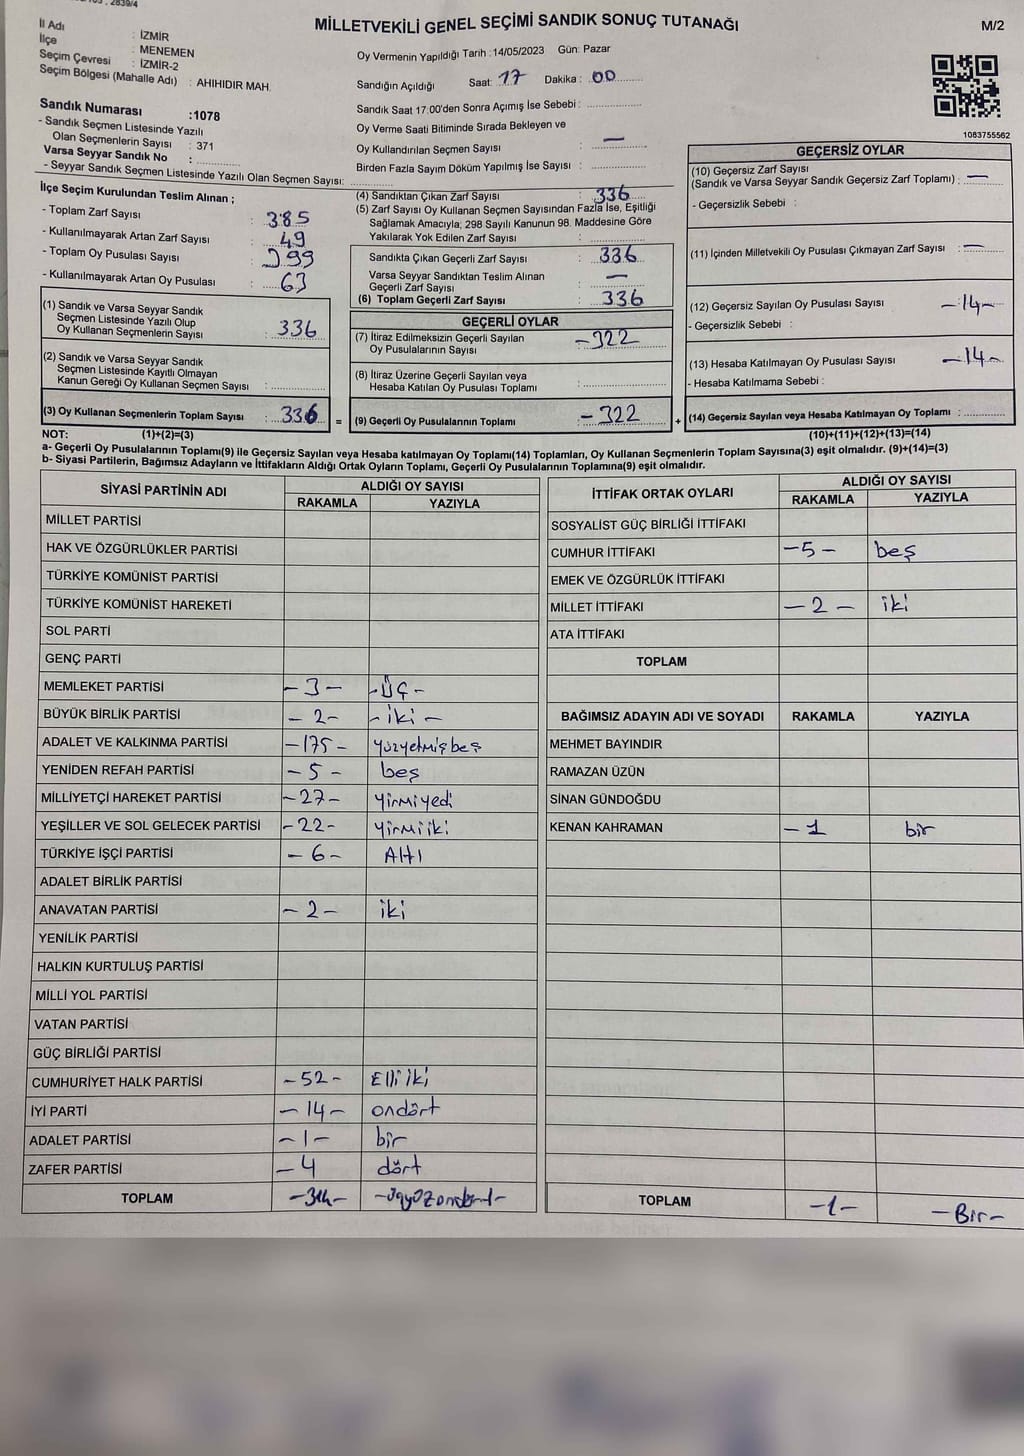 2839/4
MİLLETVEKİLİ GENEL SEÇİMİ SANDIK SONUÇ TUTANAĞI
M/2
İl Adı : İZMİR
İlçe : MENEMEN
Seçim Çevresi : İZMİR-2
Seçim Bölgesi (Mahalle Adı) : AHIHIDIR MAH.
Sandık Numarası :1078
- Sandık Seçmen Listesinde Yazılı
Olan Seçmenlerin Sayısı : 371
Varsa Seyyar Sandık No :
- Seyyar Sandık Seçmen Listesinde Yazılı Olan Seçmen Sayısı:
Oy Vermenin Yapıldığı Tarih : 14/05/2023 Gün: Pazar
Sandığın Açıldığı Saat: 17 Dakika : 00
Sandık Saat 17.00'den Sonra Açımış İse Sebebi :
Oy Verme Saati Bitiminde Sırada Bekleyen ve
Oy Kullandırılan Seçmen Sayısı : —
Birden Fazla Sayım Döküm Yapılmış İse Sayısı :
1083755562
İlçe Seçim Kurulundan Teslim Alınan ;
- Toplam Zarf Sayısı : 385
- Kullanılmayarak Artan Zarf Sayısı : 49
- Toplam Oy Pusulası Sayısı : 399
- Kullanılmayarak Artan Oy Pusulası : 63
(1) Sandık ve Varsa Seyyar Sandık
Seçmen Listesinde Yazılı Olup
Oy Kullanan Seçmenlerin Sayısı : 336
(2) Sandık ve Varsa Seyyar Sandık
Seçmen Listesinde Kayıtlı Olmayan
Kanun Gereği Oy Kullanan Seçmen Sayısı :
(3) Oy Kullanan Seçmenlerin Toplam Sayısı : 336 =
(1)+(2)=(3)
(4) Sandıktan Çıkan Zarf Sayısı : 336
(5) Zarf Sayısı Oy Kullanan Seçmen Sayısından Fazla İse, Eşitliği
Sağlamak Amacıyla, 298 Sayılı Kanunun 98. Maddesine Göre
Yakılarak Yok Edilen Zarf Sayısı :
Sandıkta Çıkan Geçerli Zarf Sayısı : 336
Varsa Seyyar Sandıktan Teslim Alınan
Geçerli Zarf Sayısı : —
(6) Toplam Geçerli Zarf Sayısı : 336
GEÇERLİ OYLAR
(7) İtiraz Edilmeksizin Geçerli Sayılan
Oy Pusulalarının Sayısı : -322
(8) İtiraz Üzerine Geçerli Sayılan veya
Hesaba Katılan Oy Pusulası Toplamı :
(9) Geçerli Oy Pusulalarının Toplamı : -322 +
GEÇERSİZ OYLAR
(10) Geçersiz Zarf Sayısı
(Sandık ve Varsa Seyyar Sandık Geçersiz Zarf Toplamı) : —
- Geçersizlik Sebebi :
(11) İçinden Milletvekili Oy Pusulası Çıkmayan Zarf Sayısı : —
(12) Geçersiz Sayılan Oy Pusulası Sayısı : -14-
- Geçersizlik Sebebi :
(13) Hesaba Katılmayan Oy Pusulası Sayısı : -14-
- Hesaba Katılmama Sebebi :
(14) Geçersiz Sayılan veya Hesaba Katılmayan Oy Toplamı :
(10)+(11)+(12)+(13)=(14)
NOT:
a- Geçerli Oy Pusulalarının Toplamı(9) ile Geçersiz Sayılan veya Hesaba katılmayan Oy Toplamı(14) Toplamları, Oy Kullanan Seçmenlerin Toplam Sayısına(3) eşit olmalıdır. (9)+(14)=(3)
b- Siyasi Partilerin, Bağımsız Adayların ve İttifakların Aldığı Ortak Oyların Toplamı, Geçerli Oy Pusulalarının Toplamına(9) eşit olmalıdır.
SİYASİ PARTİNİN ADI ALDIĞI OY SAYISI
RAKAMLA YAZIYLA
MİLLET PARTİSİ
HAK VE ÖZGÜRLÜKLER PARTİSİ
TÜRKİYE KOMÜNİST PARTİSİ
TÜRKİYE KOMÜNİST HAREKETİ
SOL PARTİ
GENÇ PARTİ
MEMLEKET PARTİSİ -3- -Üç-
BÜYÜK BİRLİK PARTİSİ -2- -iki-
ADALET VE KALKINMA PARTİSİ -175- yüzyetmişbeş
YENİDEN REFAH PARTİSİ -5- beş
MİLLİYETÇİ HAREKET PARTİSİ -27- yirmiyedi
YEŞİLLER VE SOL GELECEK PARTİSİ -22- yirmiiki
TÜRKİYE İŞÇİ PARTİSİ -6- Altı
ADALET BİRLİK PARTİSİ
ANAVATAN PARTİSİ -2- iki
YENİLİK PARTİSİ
HALKIN KURTULUŞ PARTİSİ
MİLLİ YOL PARTİSİ
VATAN PARTİSİ
GÜÇ BİRLİĞİ PARTİSİ
CUMHURİYET HALK PARTİSİ -52- Elliiki
İYİ PARTİ -14- ondört
ADALET PARTİSİ -1- bir
ZAFER PARTİSİ -4 dört
TOPLAM -314-
İTTİFAK ORTAK OYLARI ALDIĞI OY SAYISI
RAKAMLA YAZIYLA
SOSYALİST GÜÇ BİRLİĞİ İTTİFAKI
CUMHUR İTTİFAKI -5- beş
EMEK VE ÖZGÜRLÜK İTTİFAKI
MİLLET İTTİFAKI -2- iki
ATA İTTİFAKI
TOPLAM
BAĞIMSIZ ADAYIN ADI VE SOYADI RAKAMLA YAZIYLA
MEHMET BAYINDIR
RAMAZAN ÜZÜN
SİNAN GÜNDOĞDU
KENAN KAHRAMAN -1 bir
TOPLAM -1- -Bir-